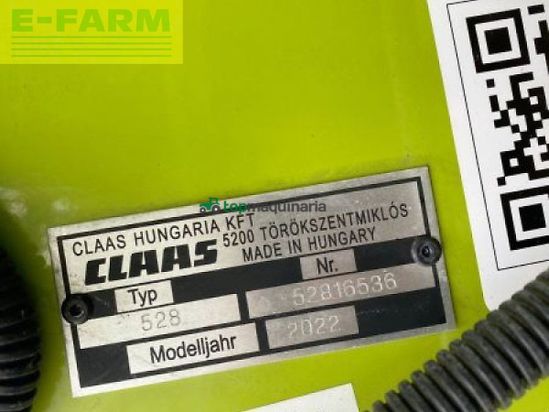 E-FARM
topmaquinaria
CLAAS HUNGARIA KFT
5200 TÖRÖKSZENTMIKLÓS
CLAAS MADE IN HUNGARY
Typ Nr.
528 52816536
Modelljahr 2022